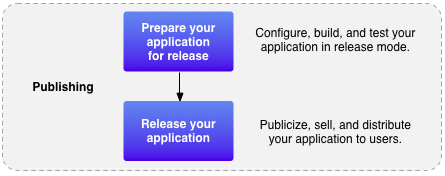 Publishing
Prepare your
application
for release
Configure, build, and test your
application in release mode.
Release your
application
Publicize, sell, and distribute
your application to users.